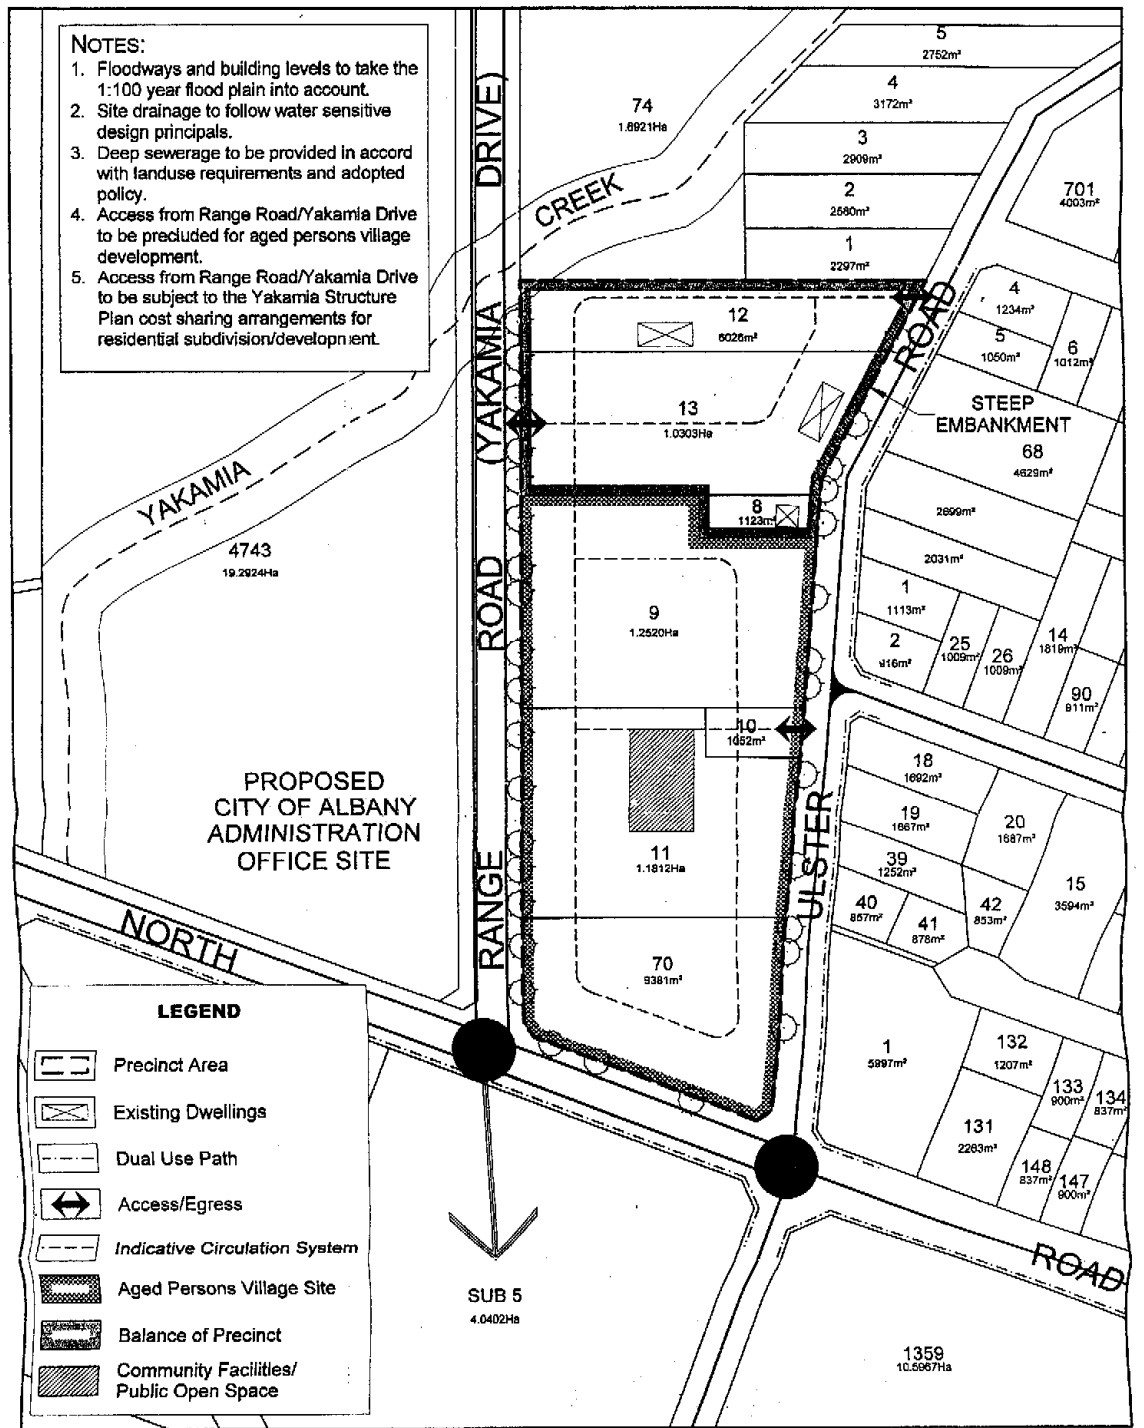 NOTES:
1. Floodways and building levels to take the
1:100 year flood plain into account.
2. Site drainage to follow water sensitive
design principals.
3. Deep sewerage to be provided in accord
with landuse requirements and adopted
policy.
4. Access from Range Road/Yakamia Drive
to be precluded for aged persons village
development.
5. Access from Range Road/Yakamia Drive
to be subject to the Yakamia Structure
Plan cost sharing arrangements for
residential subdivision/development.
5
2752m²
4
3172m²
3
2909m²
2
2580m²
1
2297m²
74
1.6921Ha
701
4003m²
YAKAMIA CREEK
RANGE ROAD (YAKAMIA DRIVE)
12
6026m²
13
1.0303Ha
8
1123m²
4
1234m²
5
1050m²
6
1012m²
STEEP
EMBANKMENT
68
4629m²
2699m²
2031m²
1
1113m²
2
916m²
25
1009m²
26
1009m²
14
1819m²
90
911m²
4743
19.2924Ha
9
1.2520Ha
10
1052m²
11
1.1812Ha
70
9381m²
PROPOSED
CITY OF ALBANY
ADMINISTRATION
OFFICE SITE
ULSTER ROAD
18
1692m²
19
1667m²
20
1687m²
39
1252m²
40
857m²
41
878m²
42
853m²
15
3594m²
NORTH ROAD
1
5897m²
132
1207m²
133
900m²
134
837m²
131
2263m²
148
837m²
147
900m²
SUB 5
4.0402Ha
1359
10.5967Ha
LEGEND
Precinct Area
Existing Dwellings
Dual Use Path
Access/Egress
Indicative Circulation System
Aged Persons Village Site
Balance of Precinct
Community Facilities/
Public Open Space